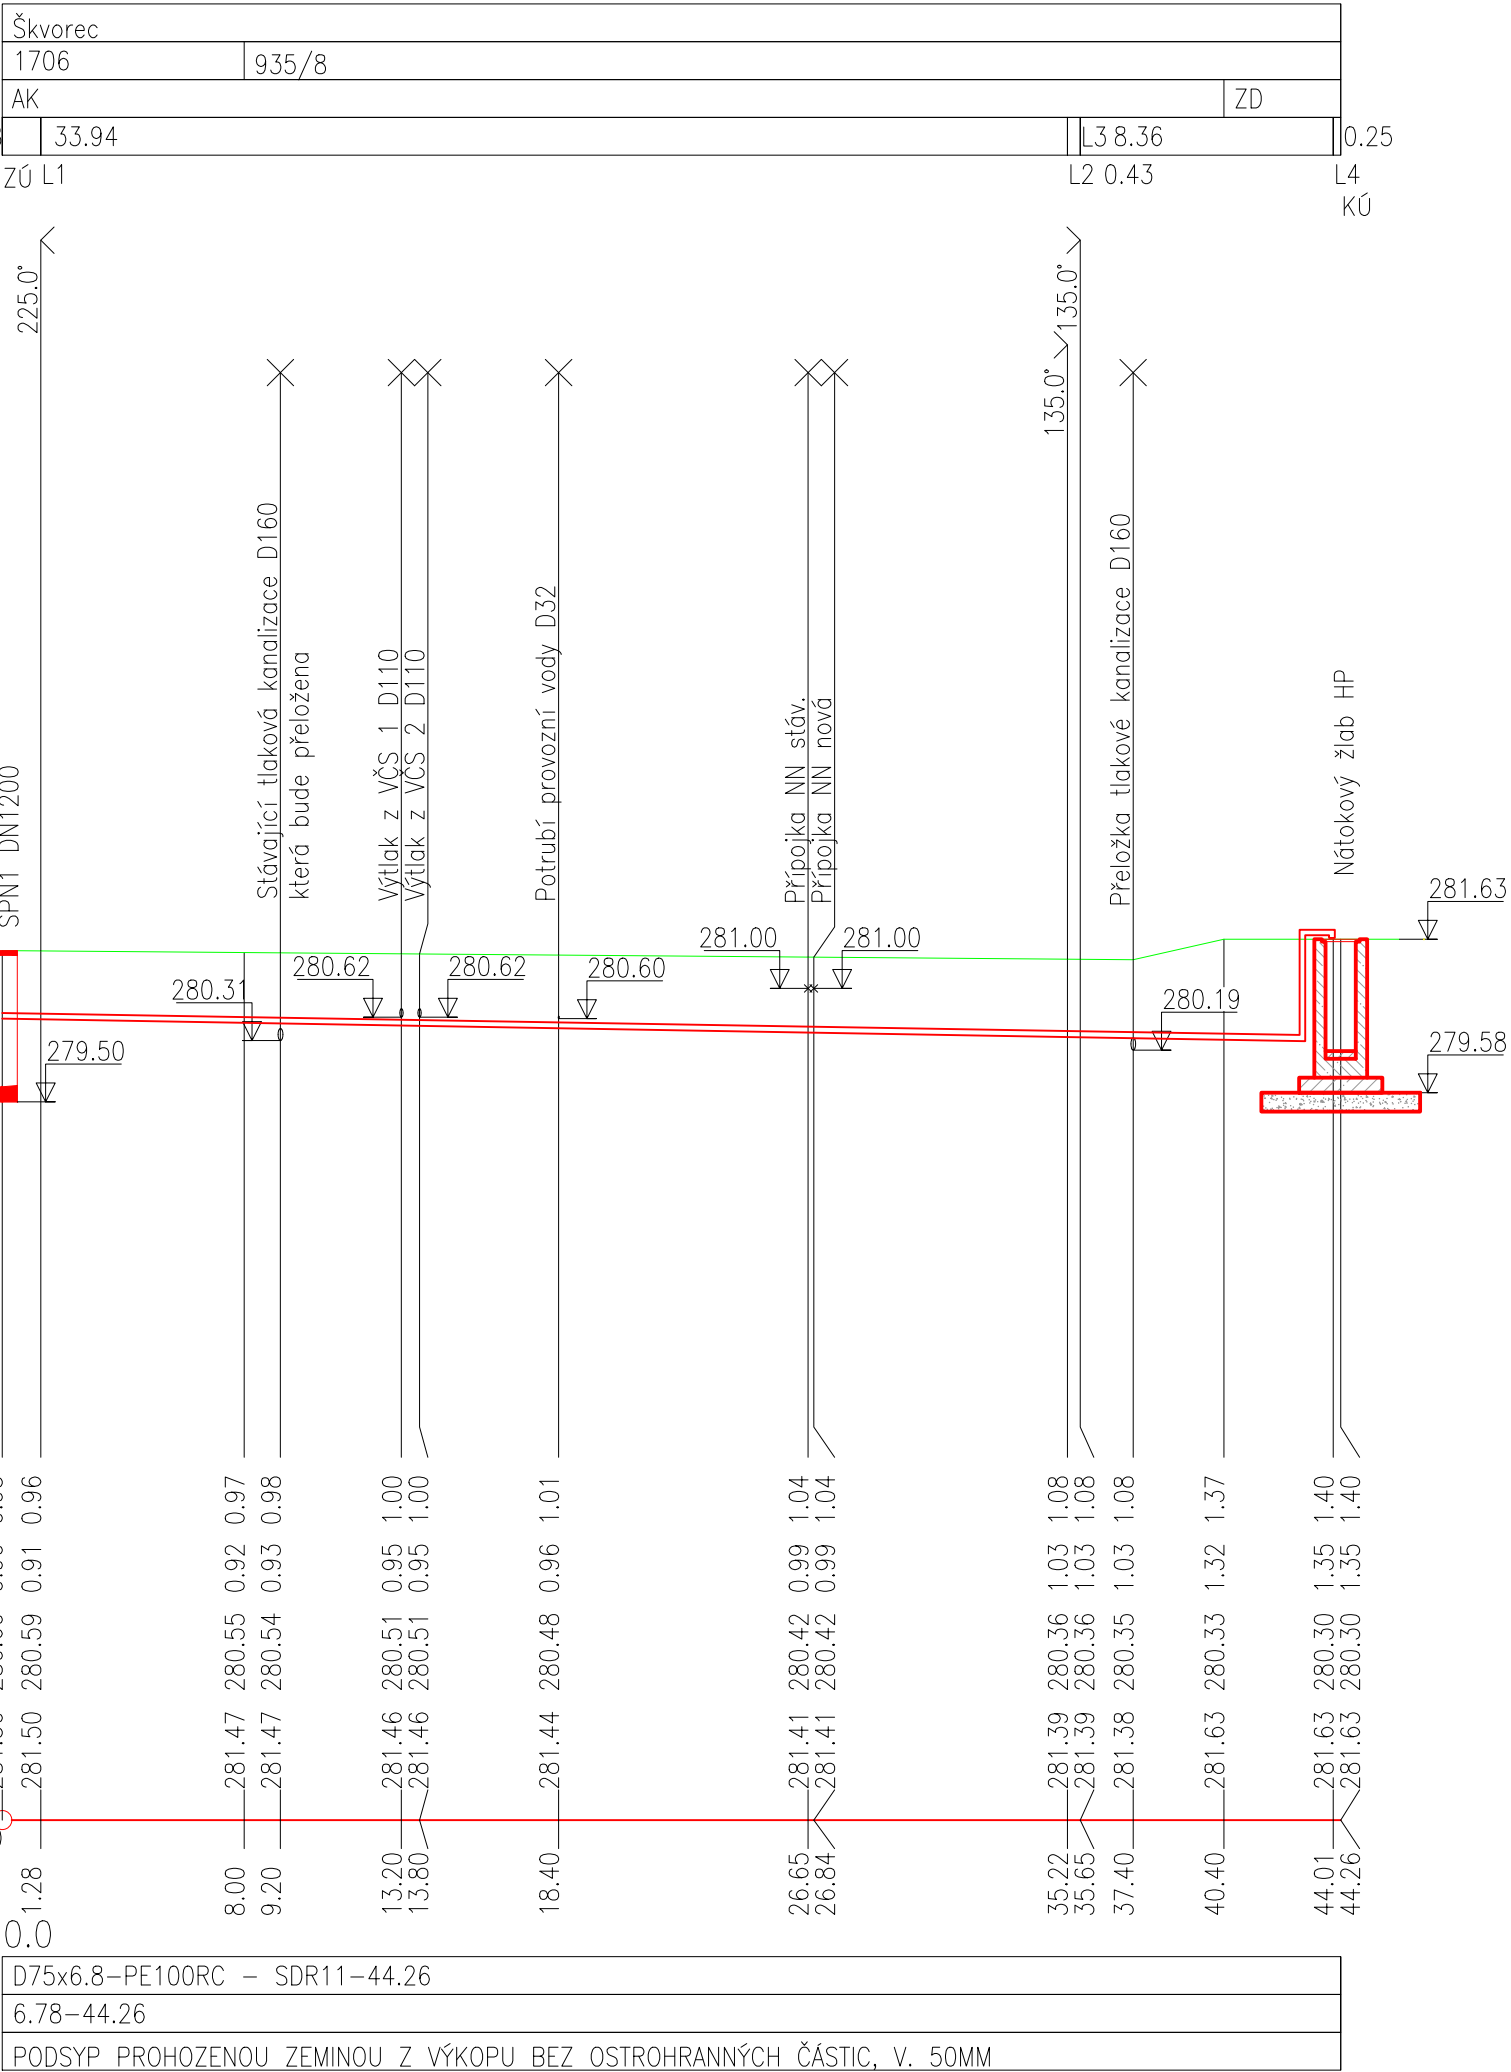 Škvorec
1706
935/8
AK
ZD
33.94
L3 8.36
0.25
ZÚ L1
L2 0.43
L4
KÚ
225.0°
135.0°
135.0°
SPN1 DN1200
Stávající tlaková kanalizace D160
která bude přeložena
Výtlak z VČS 1 D110
Výtlak z VČS 2 D110
Potrubí provozní vody D32
Přípojka NN stáv.
Přípojka NN nová
Přeložka tlakové kanalizace D160
Nátokový žlab HP
281.63
281.00
281.00
280.62
280.62
280.60
280.31
280.19
279.50
279.58
281.50 280.59 0.91 0.96
281.47 280.55 0.92 0.97
281.47 280.54 0.93 0.98
281.46 280.51 0.95 1.00
281.46 280.51 0.95 1.00
281.44 280.48 0.96 1.01
281.41 280.42 0.99 1.04
281.41 280.42 0.99 1.04
281.39 280.36 1.03 1.08
281.39 280.36 1.03 1.08
281.38 280.35 1.03 1.08
281.63 280.33 1.32 1.37
281.63 280.30 1.35 1.40
281.63 280.30 1.35 1.40
1.28
8.00
9.20
13.20
13.80
18.40
26.65
26.84
35.22
35.65
37.40
40.40
44.01
44.26
0.0
D75x6.8-PE100RC - SDR11-44.26
6.78-44.26
PODSYP PROHOZENOU ZEMINOU Z VÝKOPU BEZ OSTROHRANNÝCH ČÁSTIC, V. 50MM